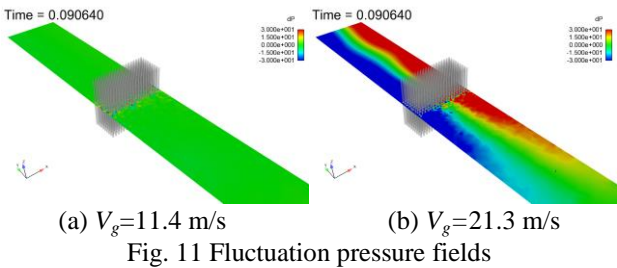 Time = 0.090640
dP
3.000e+001
1.500e+001
0.000e+000
-1.500e+001
-3.000e+001
Time = 0.090640
dP
3.000e+001
1.500e+001
0.000e+000
-1.500e+001
-3.000e+001
(a) Vg=11.4 m/s
(b) Vg=21.3 m/s
Fig. 11 Fluctuation pressure fields